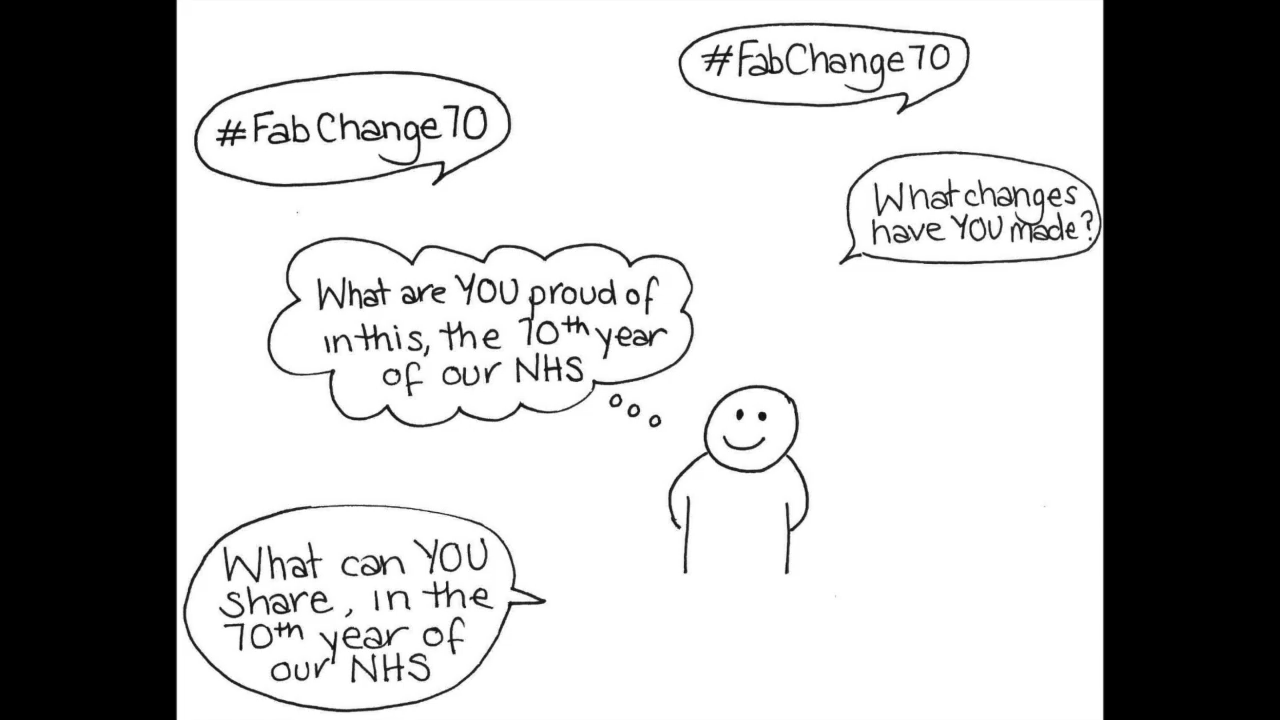 #FabChange70
#FabChange70
What changes
have YOU made?
What are YOU proud of
in this, the 70th year
of our NHS
What can YOU
share, in the
70th year of
our NHS